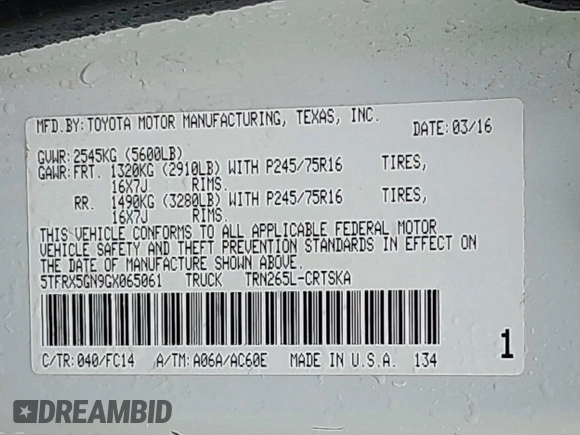 MFD.BY:TOYOTA MOTOR MANUFACTURING, TEXAS, INC.
DATE:03/16
GVWR:2545KG (5600LB)
GAWR:FRT. 1320KG (2910LB) WITH P245/75R16 TIRES,
16X7J RIMS.
RR. 1490KG (3280LB) WITH P245/75R16 TIRES,
16X7J RIMS.
THIS VEHICLE CONFORMS TO ALL APPLICABLE FEDERAL MOTOR
VEHICLE SAFETY AND THEFT PREVENTION STANDARDS IN EFFECT ON
THE DATE OF MANUFACTURE SHOWN ABOVE.
5TFRX5GN9GX065061 TRUCK TRN265L-CRTSKA
C/TR:040/FC14 A/TM:A06A/AC60E MADE IN U.S.A. 134
1
DREAMBID